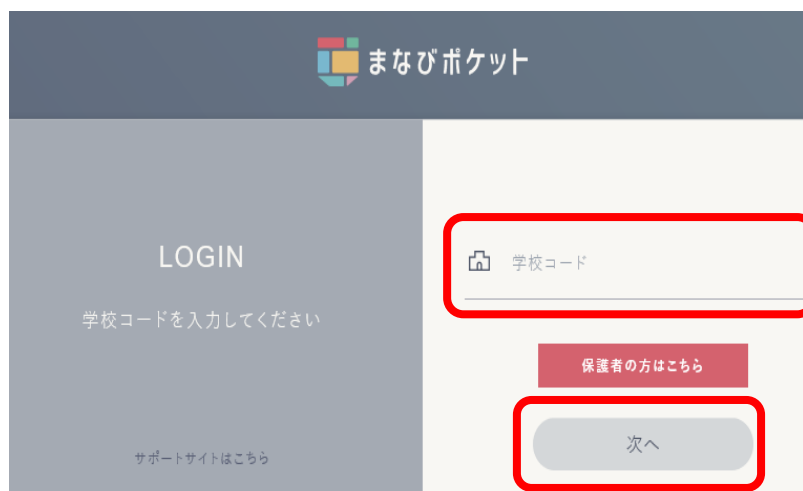 まなびポケット
LOGIN
学校コードを入力してください
サポートサイトはこちら
学校コード
保護者の方はこちら
次へ